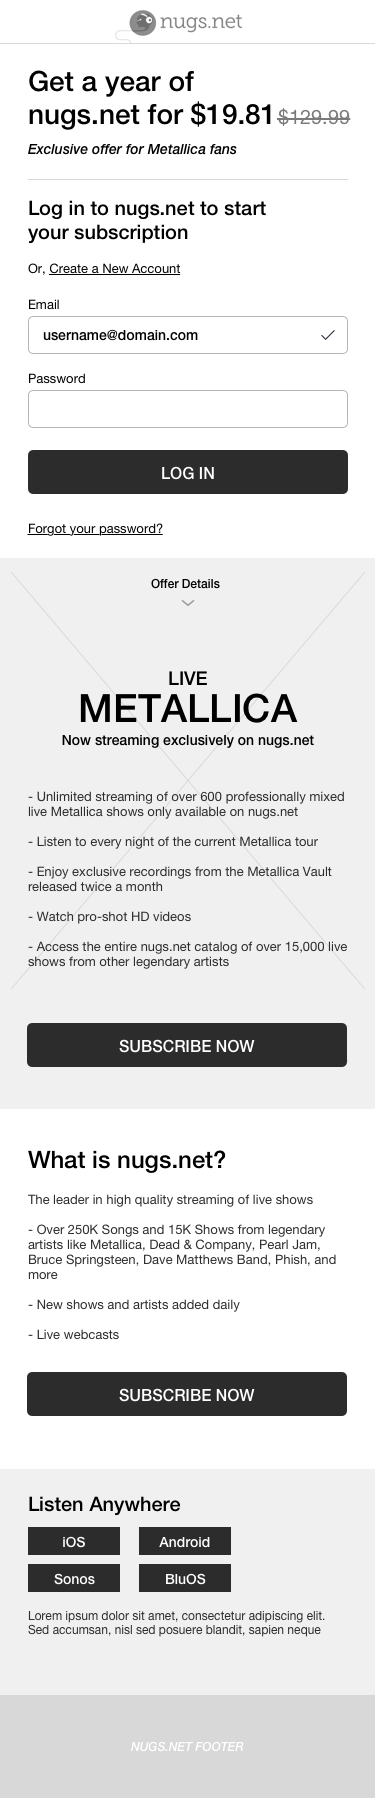 nugs.net
Get a year of
nugs.net for $19.81 $129.99
Exclusive offer for Metallica fans
Log in to nugs.net to start
your subscription
Or, Create a New Account
Email
username@domain.com
Password
LOG IN
Forgot your password?
Offer Details
LIVE
METALLICA
Now streaming exclusively on nugs.net
- Unlimited streaming of over 600 professionally mixed
live Metallica shows only available on nugs.net
- Listen to every night of the current Metallica tour
- Enjoy exclusive recordings from the Metallica Vault
released twice a month
- Watch pro-shot HD videos
- Access the entire nugs.net catalog of over 15,000 live
shows from other legendary artists
SUBSCRIBE NOW
What is nugs.net?
The leader in high quality streaming of live shows
- Over 250K Songs and 15K Shows from legendary
artists like Metallica, Dead & Company, Pearl Jam,
Bruce Springsteen, Dave Matthews Band, Phish, and
more
- New shows and artists added daily
- Live webcasts
SUBSCRIBE NOW
Listen Anywhere
iOS Android
Sonos BluOS
Lorem ipsum dolor sit amet, consectetur adipiscing elit.
Sed accumsan, nisl sed posuere blandit, sapien neque
NUGS.NET FOOTER